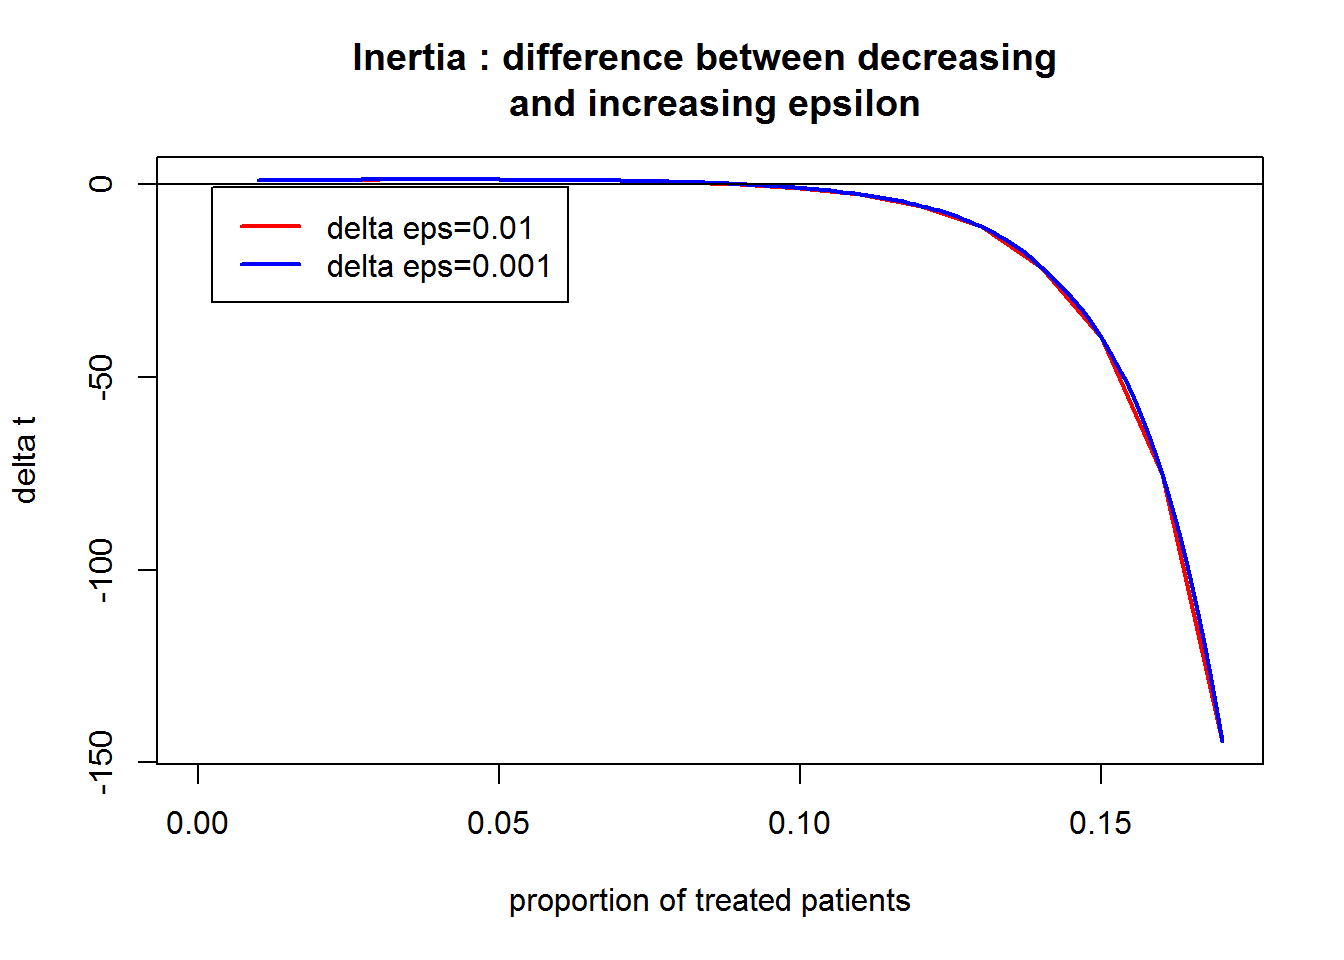 Inertia : difference between decreasing
and increasing epsilon
delta t
0
-50
-100
-150
delta eps=0.01
delta eps=0.001
0.00 0.05 0.10 0.15
proportion of treated patients